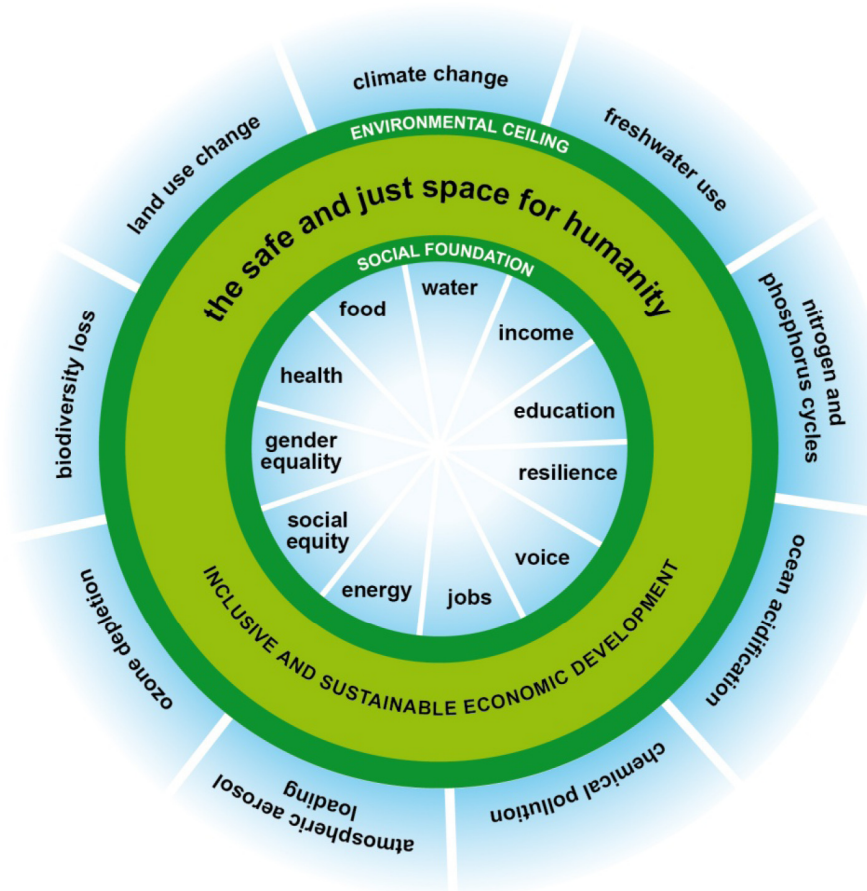 climate change
freshwater use
nitrogen and
phosphorus cycles
ocean acidification
chemical pollution
atmospheric aerosol
loading
ozone depletion
biodiversity loss
land use change
ENVIRONMENTAL CEILING
the safe and just space for humanity
SOCIAL FOUNDATION
water
income
education
resilience
voice
jobs
energy
social
equity
gender
equality
health
food
INCLUSIVE AND SUSTAINABLE ECONOMIC DEVELOPMENT